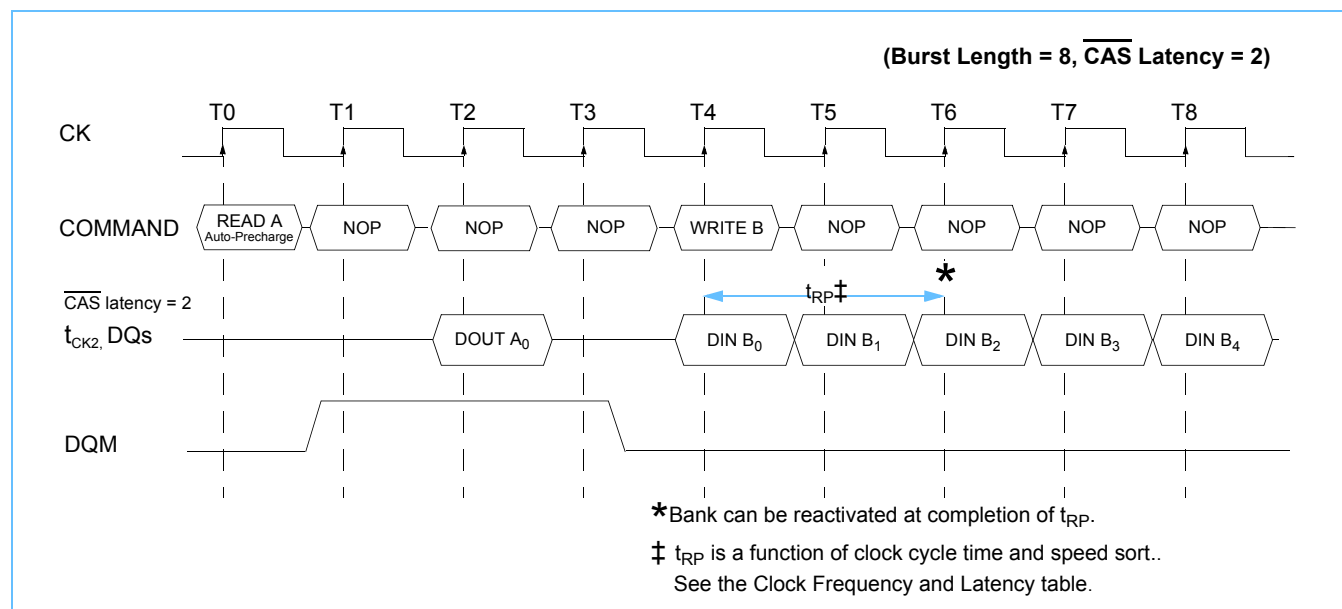 (Burst Length = 8, CAS Latency = 2)
T0 T1 T2 T3 T4 T5 T6 T7 T8
CK
COMMAND READ A Auto-Precharge NOP NOP NOP WRITE B NOP NOP NOP NOP
*
tRP‡
CAS latency = 2
tCK2, DQs DOUT A0 DIN B0 DIN B1 DIN B2 DIN B3 DIN B4
DQM
*Bank can be reactivated at completion of tRP.
‡ tRP is a function of clock cycle time and speed sort..
See the Clock Frequency and Latency table.